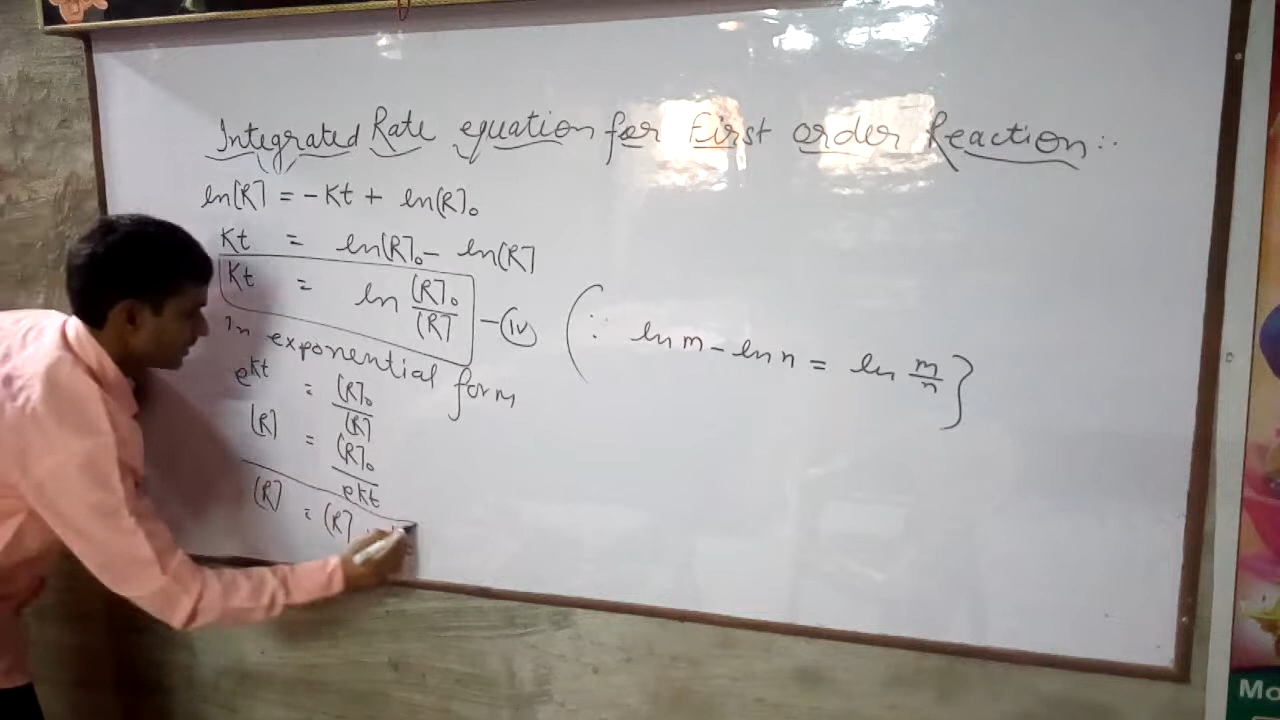 Integrated Rate equation for First order Reaction :-
ln[R] = -Kt + ln[R]₀
Kt = ln[R]₀ - ln[R]
Kt = ln [R]₀/[R] - (iv) (∵ ln m - ln n = ln m/n}
In exponential form
e^Kt = [R]₀/[R]
[R] = [R]₀/e^Kt
[R] = [R]
Mo